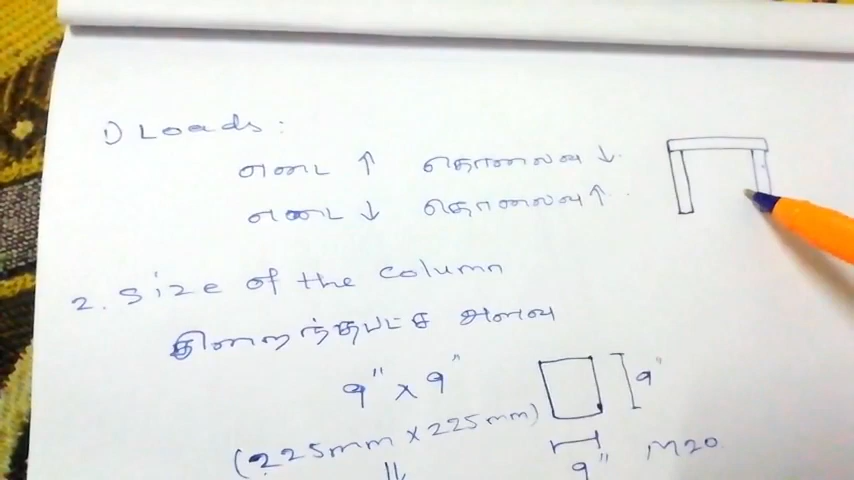 1) Loads :
எடை ↑ தொலைவு ↓
எடை ↓ தொலைவு ↑
2. Size of the column
குறைந்தபட்ச அளவு
9" x 9"
9"
(225mm x 225mm)
9" M20